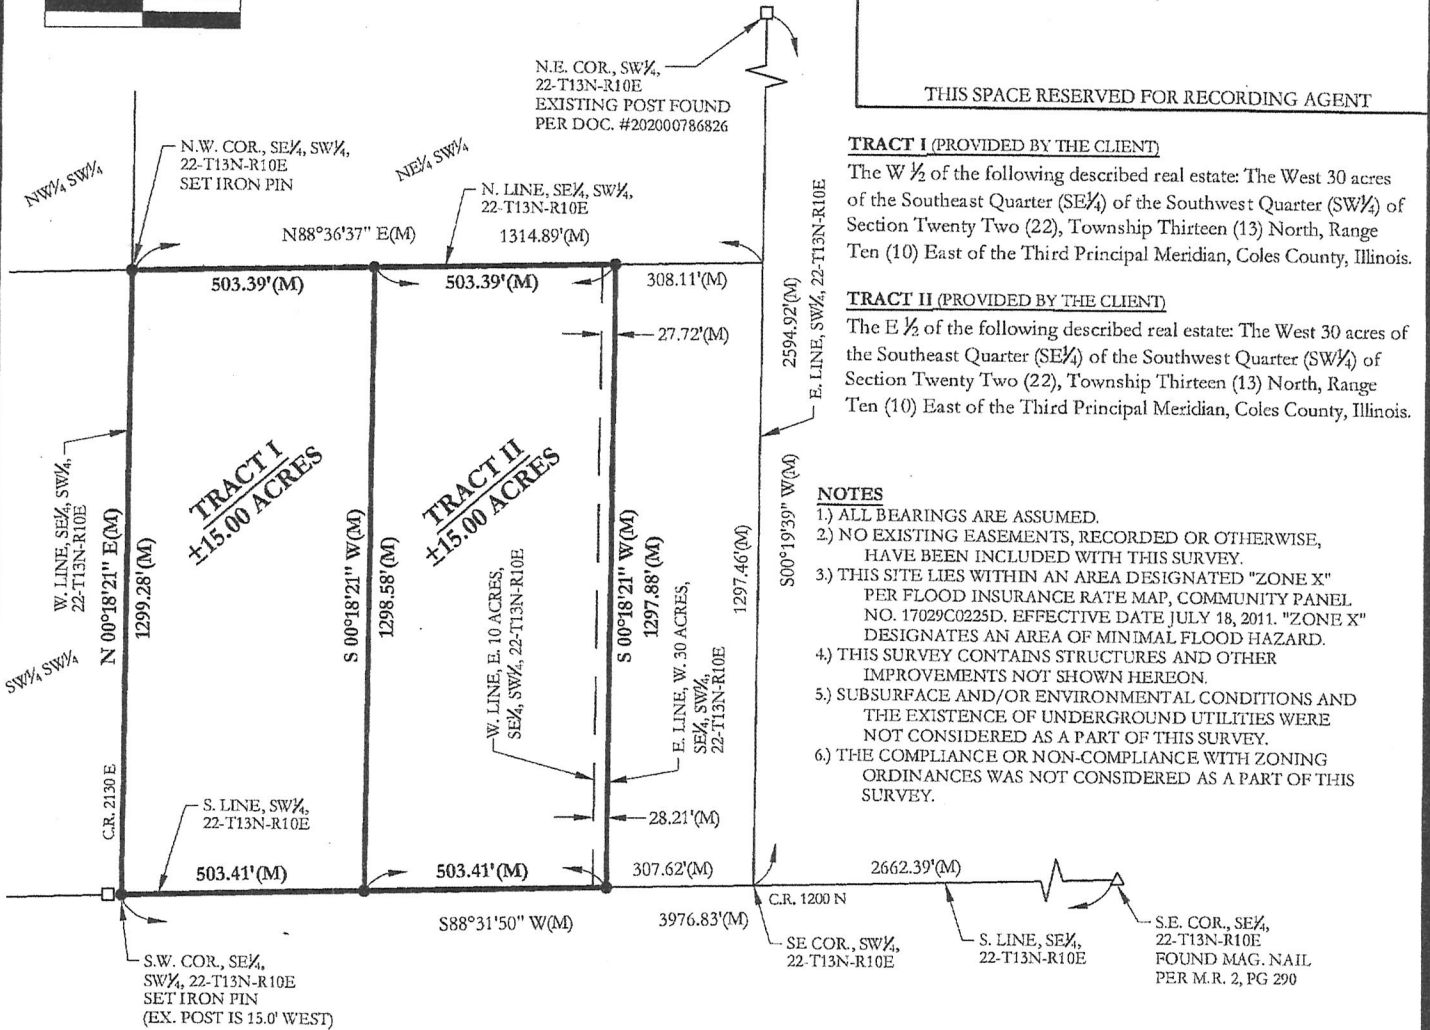 THIS SPACE RESERVED FOR RECORDING AGENT
N.E. COR., SW¼,
22-T13N-R10E
EXISTING POST FOUND
PER DOC. #202000786826
N.W. COR., SE¼, SW¼,
22-T13N-R10E
SET IRON PIN
NW¼ SW¼
NE¼ SW¼
N. LINE, SE¼, SW¼,
22-T13N-R10E
N88°36'37" E(M)
1314.89'(M)
503.39'(M)
503.39'(M)
308.11'(M)
27.72'(M)
2594.92'(M)
E. LINE, SW¼, 22-T13N-R10E
S00°19'39" W(M)
1297.46'(M)
TRACT I
±15.00 ACRES
TRACT II
±15.00 ACRES
W. LINE, SE¼, SW¼,
22-T13N-R10E
N 00°18'21" E(M)
1299.28'(M)
S 00°18'21" W(M)
1298.58'(M)
W. LINE, E. 10 ACRES,
SE¼, SW¼, 22-T13N-R10E
S 00°18'21" W(M)
1297.88'(M)
E. LINE, W. 30 ACRES,
SE¼, SW¼,
22-T13N-R10E
SW¼ SW¼
C.R. 2130 E
S. LINE, SW¼,
22-T13N-R10E
28.21'(M)
503.41'(M)
503.41'(M)
307.62'(M)
2662.39'(M)
C.R. 1200 N
S88°31'50" W(M)
3976.83'(M)
S.W. COR., SE¼,
SW¼, 22-T13N-R10E
SET IRON PIN
(EX. POST IS 15.0' WEST)
SE COR., SW¼,
22-T13N-R10E
S. LINE, SE¼,
22-T13N-R10E
S.E. COR., SE¼,
22-T13N-R10E
FOUND MAG. NAIL
PER M.R. 2, PG 290
TRACT I (PROVIDED BY THE CLIENT)
The W ½ of the following described real estate: The West 30 acres
of the Southeast Quarter (SE¼) of the Southwest Quarter (SW¼) of
Section Twenty Two (22), Township Thirteen (13) North, Range
Ten (10) East of the Third Principal Meridian, Coles County, Illinois.
TRACT II (PROVIDED BY THE CLIENT)
The E ½ of the following described real estate: The West 30 acres of
the Southeast Quarter (SE¼) of the Southwest Quarter (SW¼) of
Section Twenty Two (22), Township Thirteen (13) North, Range
Ten (10) East of the Third Principal Meridian, Coles County, Illinois.
NOTES
1.) ALL BEARINGS ARE ASSUMED.
2.) NO EXISTING EASEMENTS, RECORDED OR OTHERWISE,
HAVE BEEN INCLUDED WITH THIS SURVEY.
3.) THIS SITE LIES WITHIN AN AREA DESIGNATED "ZONE X"
PER FLOOD INSURANCE RATE MAP, COMMUNITY PANEL
NO. 17029C0225D. EFFECTIVE DATE JULY 18, 2011. "ZONE X"
DESIGNATES AN AREA OF MINIMAL FLOOD HAZARD.
4.) THIS SURVEY CONTAINS STRUCTURES AND OTHER
IMPROVEMENTS NOT SHOWN HEREON.
5.) SUBSURFACE AND/OR ENVIRONMENTAL CONDITIONS AND
THE EXISTENCE OF UNDERGROUND UTILITIES WERE
NOT CONSIDERED AS A PART OF THIS SURVEY.
6.) THE COMPLIANCE OR NON-COMPLIANCE WITH ZONING
ORDINANCES WAS NOT CONSIDERED AS A PART OF THIS
SURVEY.